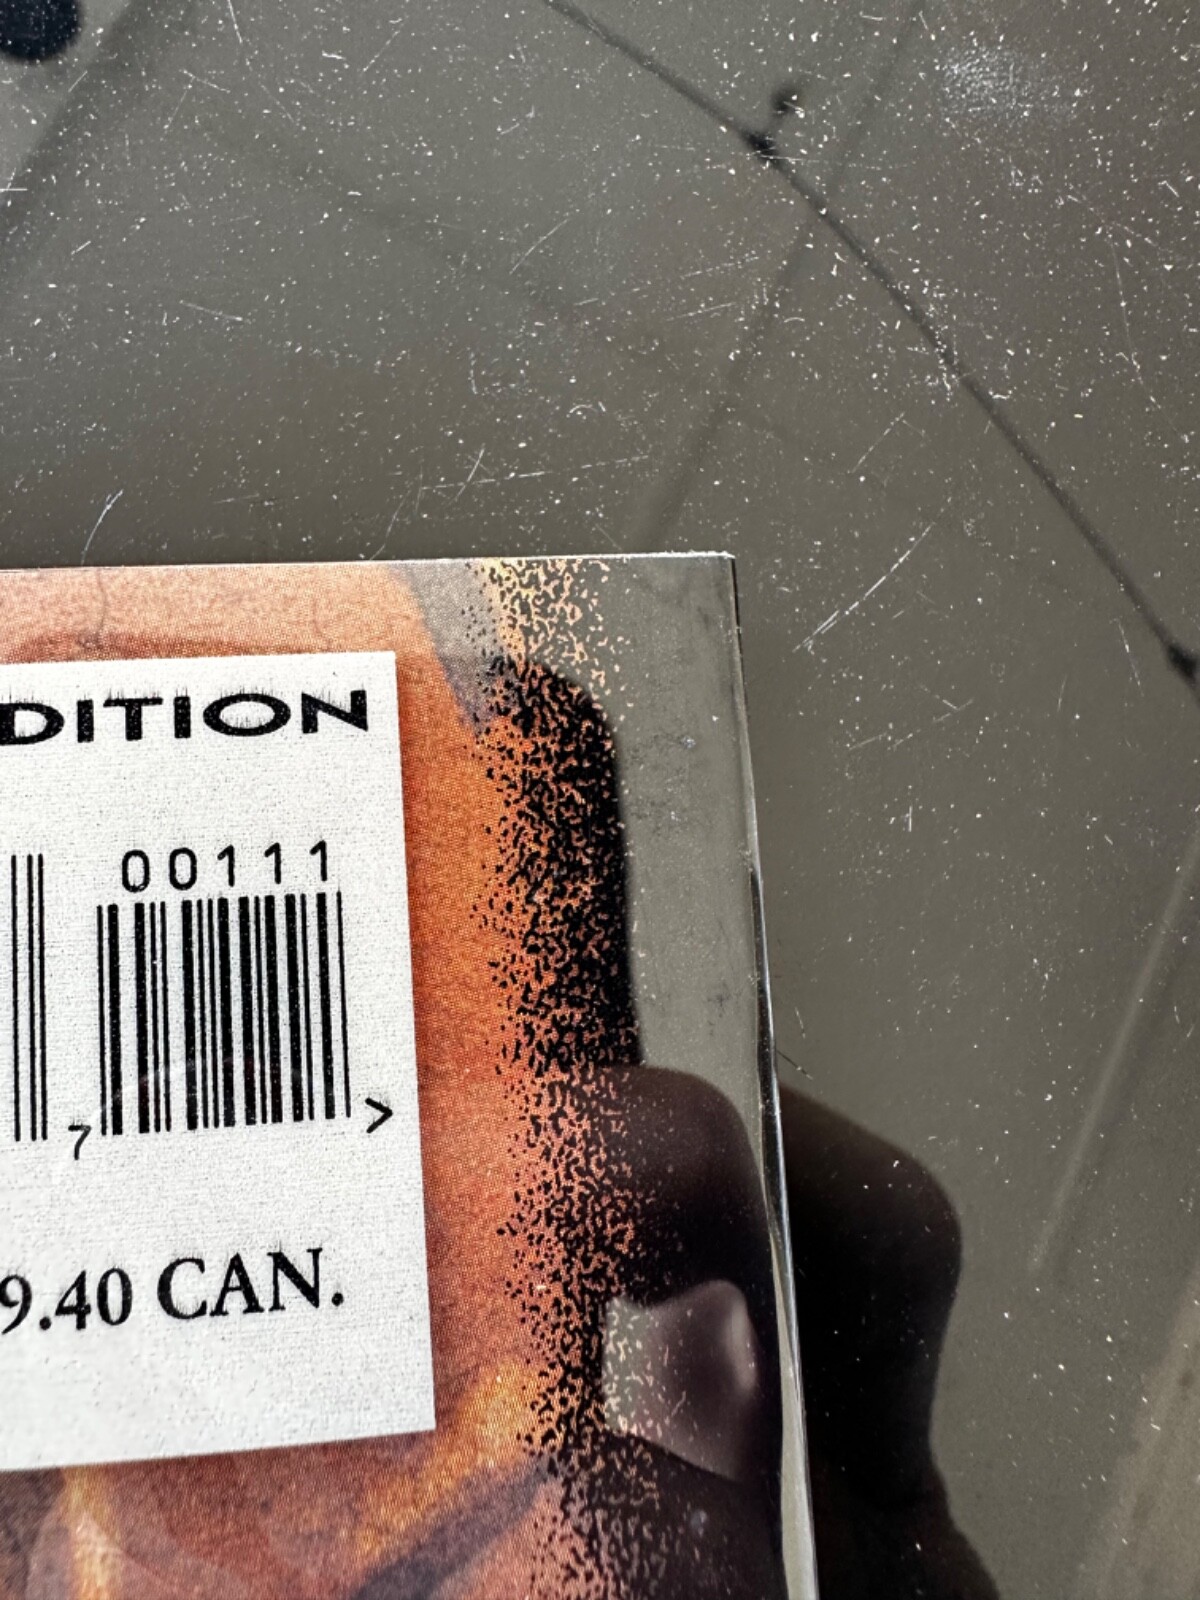 DITION
00111
7 >
9.40 CAN.